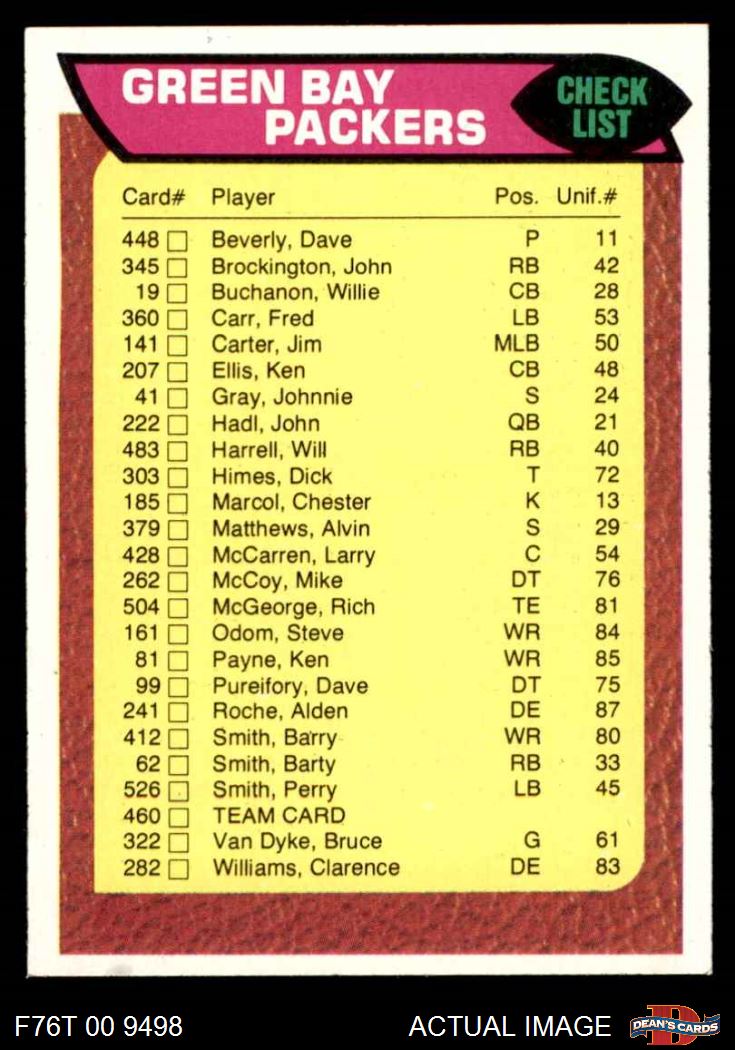 GREEN BAY
PACKERS
CHECK
LIST
Card# Player Pos. Unif.#
448 Beverly, Dave P 11
345 Brockington, John RB 42
19 Buchanon, Willie CB 28
360 Carr, Fred LB 53
141 Carter, Jim MLB 50
207 Ellis, Ken CB 48
41 Gray, Johnnie S 24
222 Hadl, John QB 21
483 Harrell, Will RB 40
303 Himes, Dick T 72
185 Marcol, Chester K 13
379 Matthews, Alvin S 29
428 McCarren, Larry C 54
262 McCoy, Mike DT 76
504 McGeorge, Rich TE 81
161 Odom, Steve WR 84
81 Payne, Ken WR 85
99 Pureifory, Dave DT 75
241 Roche, Alden DE 87
412 Smith, Barry WR 80
62 Smith, Barty RB 33
526 Smith, Perry LB 45
460 TEAM CARD
322 Van Dyke, Bruce G 61
282 Williams, Clarence DE 83
F76T 00 9498 ACTUAL IMAGE D DEAN'S CARDS